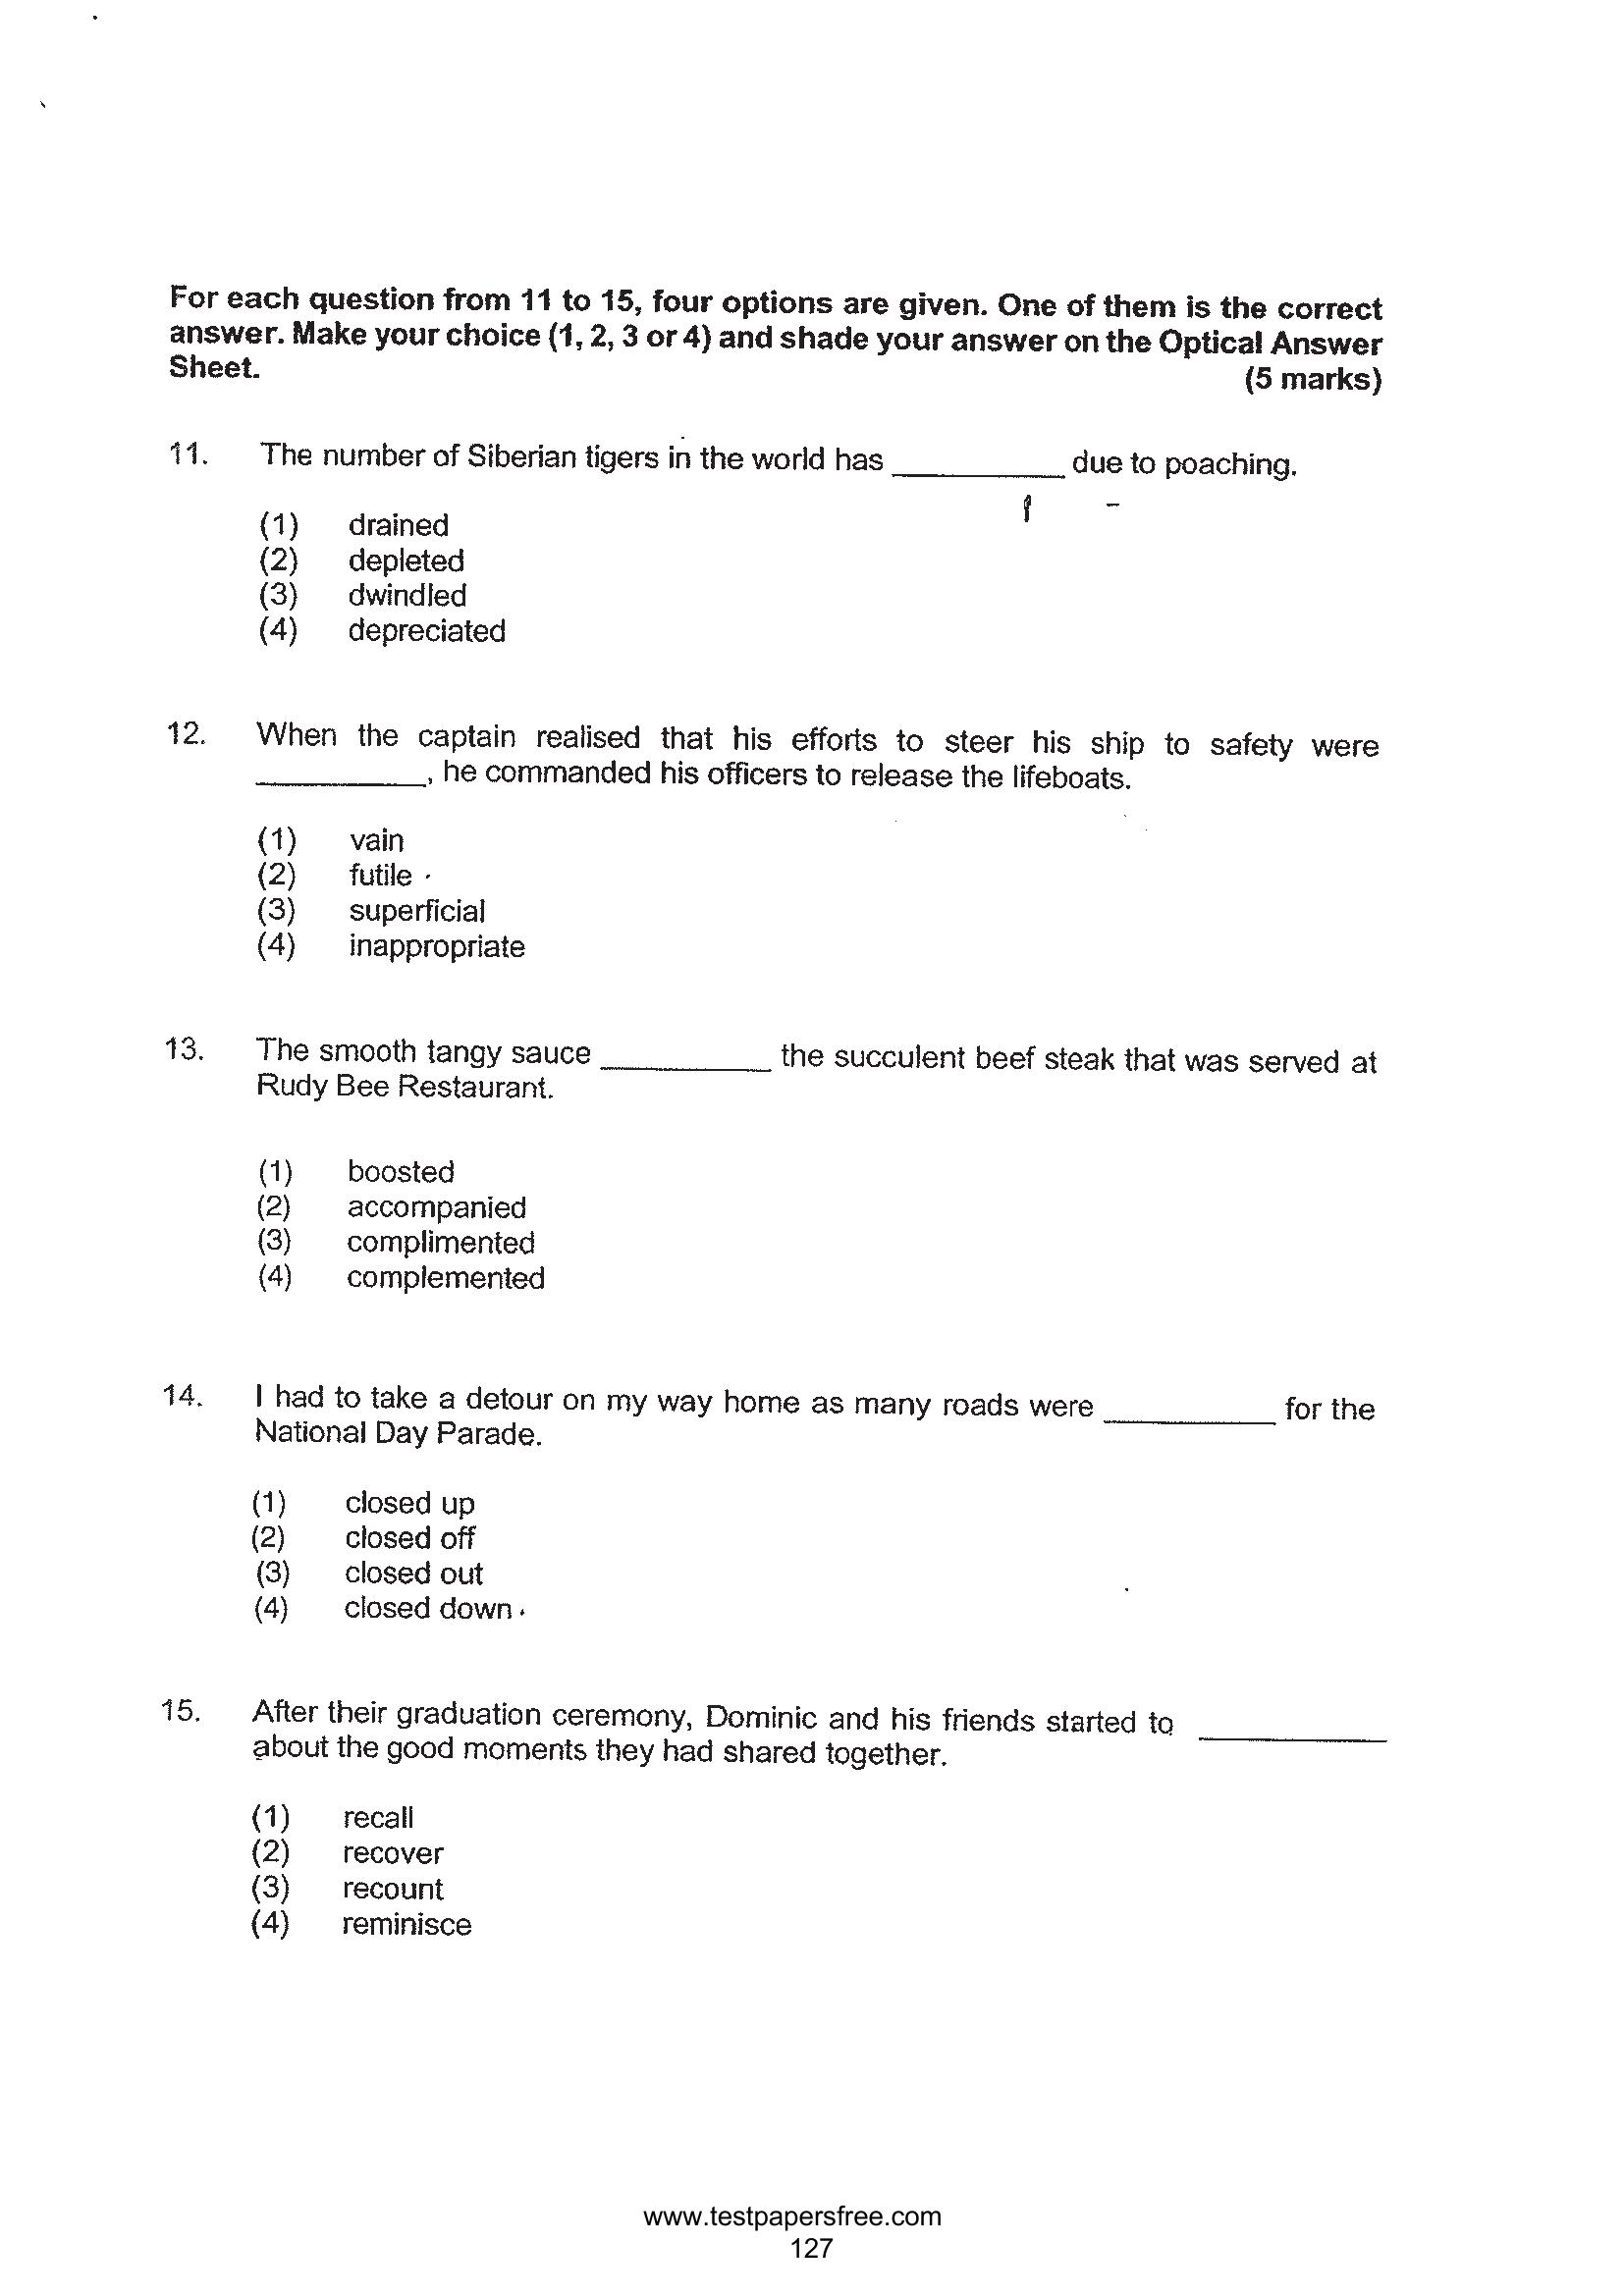 For each question from 11 to 15, four options are given. One of them is the correct
answer. Make your choice (1, 2, 3 or 4) and shade your answer on the Optical Answer
Sheet.
(5 marks)
11. The number of Siberian tigers in the world has __________ due to poaching.
(1) drained
(2) depleted
(3) dwindled
(4) depreciated
12. When the captain realised that his efforts to steer his ship to safety were
__________, he commanded his officers to release the lifeboats.
(1) vain
(2) futile
(3) superficial
(4) inappropriate
13. The smooth tangy sauce __________ the succulent beef steak that was served at
Rudy Bee Restaurant.
(1) boosted
(2) accompanied
(3) complimented
(4) complemented
14. I had to take a detour on my way home as many roads were __________ for the
National Day Parade.
(1) closed up
(2) closed off
(3) closed out
(4) closed down
15. After their graduation ceremony, Dominic and his friends started to __________
about the good moments they had shared together.
(1) recall
(2) recover
(3) recount
(4) reminisce
www.testpapersfree.com
127